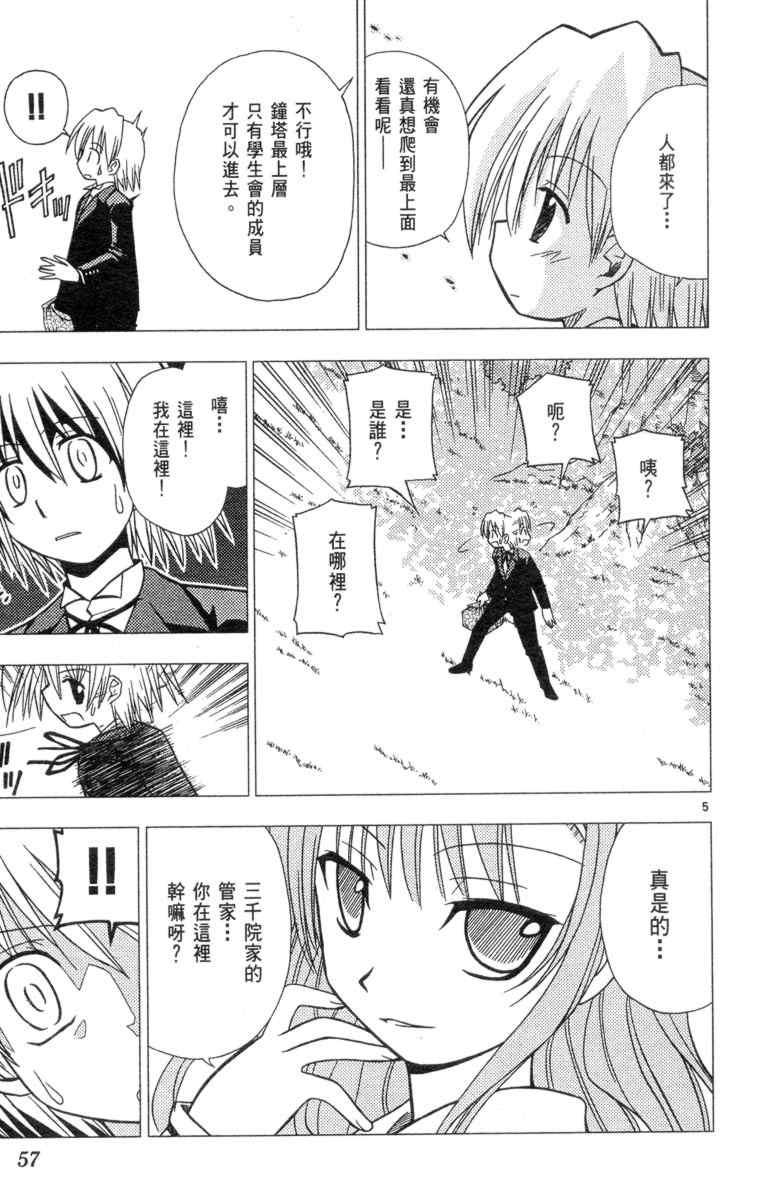 人都來了…
有機會
還真想爬到最上面
看看呢—
不行哦！
鐘塔最上層
只有學生會的成員
才可以進去。
!!
ドキッ
咦？
呃？
是…
是誰？
在哪裡？
嘻…
這裡！
我在這裡！
5
真是的…
三千院家的
管家…
你在這裡
幹嘛呀？
!!
57